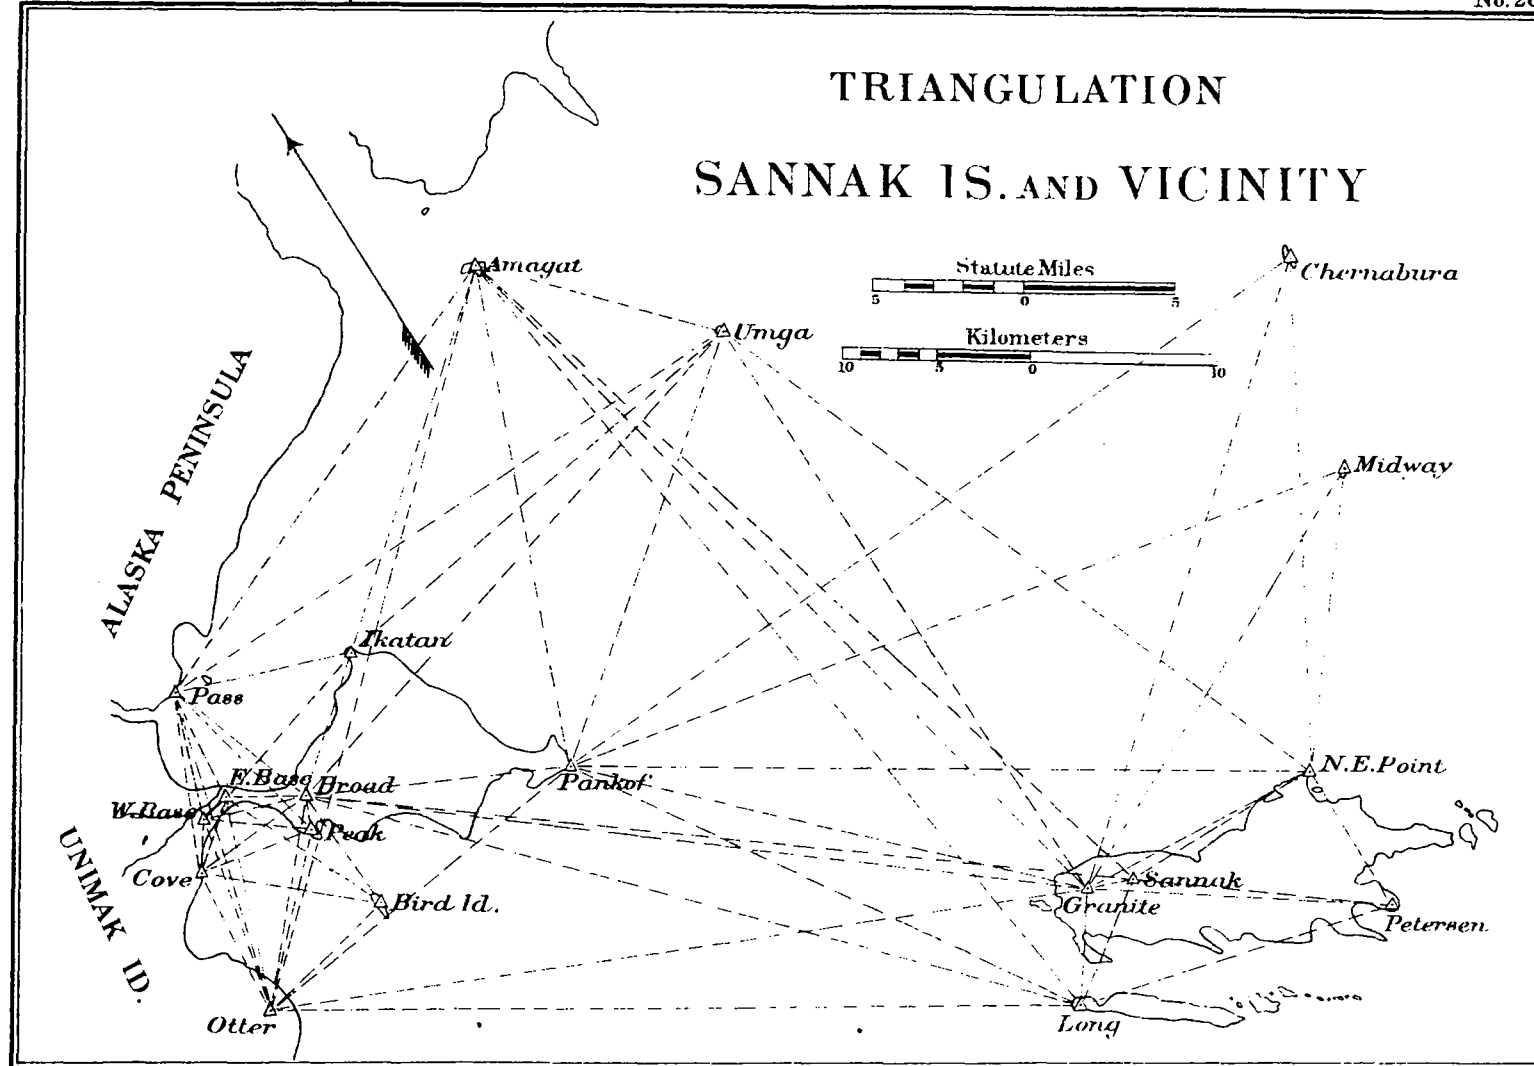 TRIANGULATION
SANNAK IS. AND VICINITY
Amagat
Umga
Statute Miles
5 0 5
Kilometers
10 5 0 10
Chernabura
Midway
ALASKA PENINSULA
Ikatan
Pass
E. Base
Broad
Pankof
N.E. Point
W. Base
Peak
UNIMAK ID.
Cove
Bird Id.
Sannak
Granite
Petersen
Otter
Long